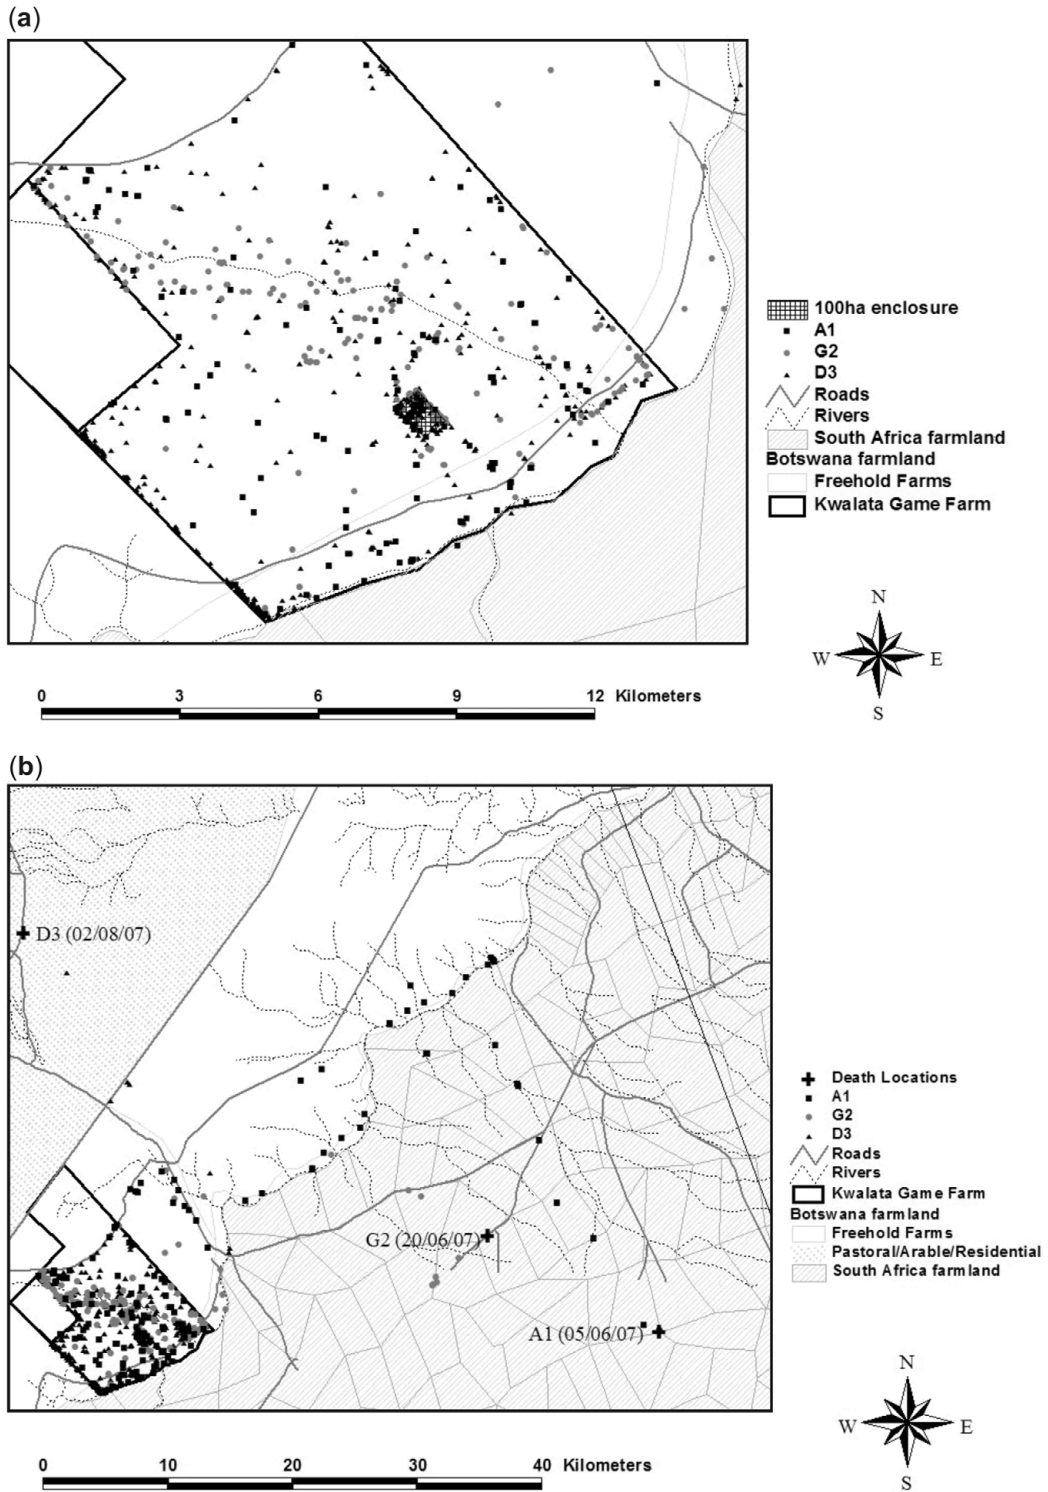 (a)
100ha enclosure
A1
G2
D3
Roads
Rivers
South Africa farmland
Botswana farmland
Freehold Farms
Kwalata Game Farm
N
W E
S
0 3 6 9 12 Kilometers
(b)
D3 (02/08/07)
G2 (20/06/07)
A1 (05/06/07)
Death Locations
A1
G2
D3
Roads
Rivers
Kwalata Game Farm
Botswana farmland
Freehold Farms
Pastoral/Arable/Residential
South Africa farmland
N
W E
S
0 10 20 30 40 Kilometers